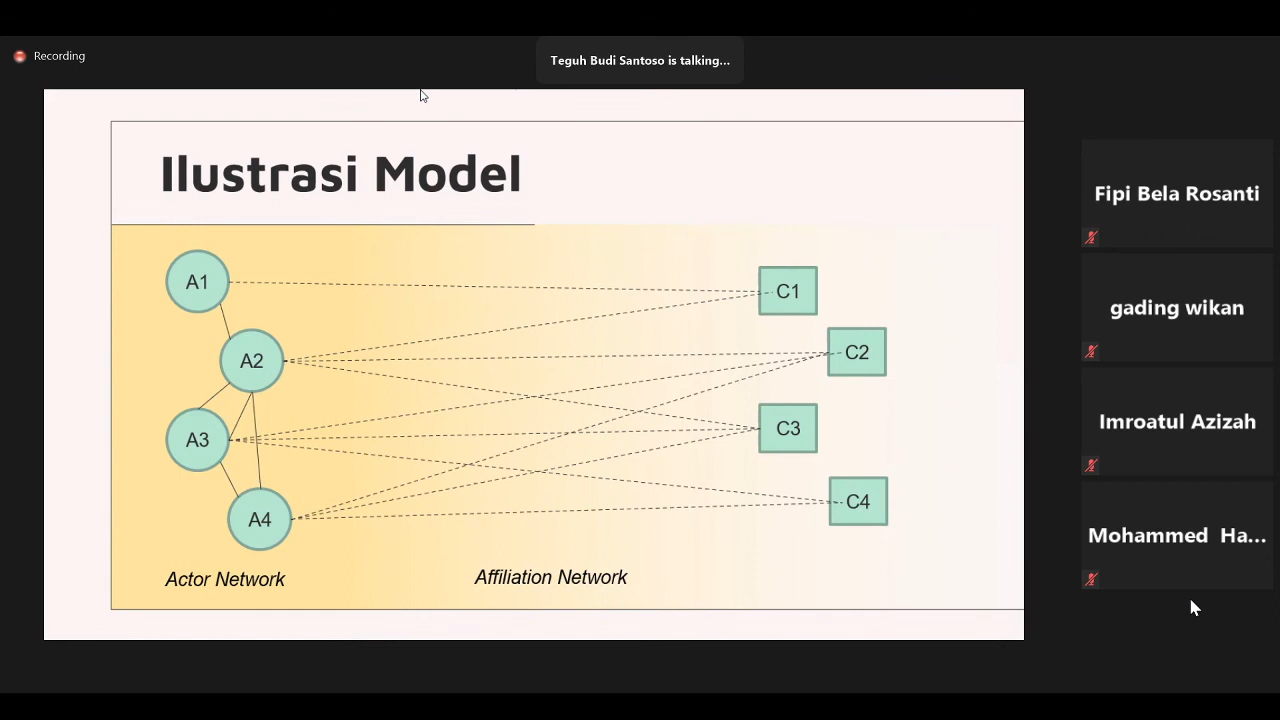 Recording
Teguh Budi Santoso is talking...
Ilustrasi Model
A1
C1
A2
C2
A3
C3
A4
C4
Actor Network
Affiliation Network
Fipi Bela Rosanti
gading wikan
Imroatul Azizah
Mohammed Ha...